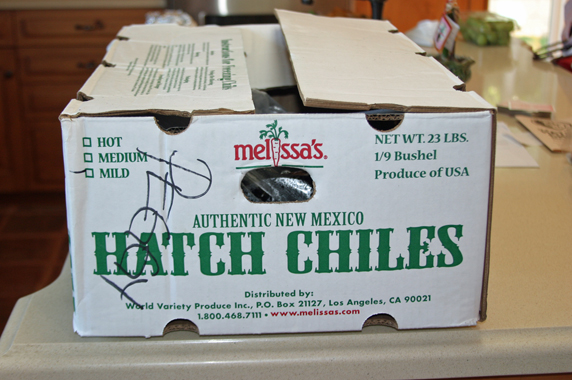 HOT
MEDIUM
MILD
melissa's.
NET WT. 23 LBS.
1/9 Bushel
Produce of USA
AUTHENTIC NEW MEXICO
HATCH CHILES
Distributed by:
World Variety Produce Inc., P.O. Box 21127, Los Angeles, CA 90021
1.800.468.7111 • www.melissas.com